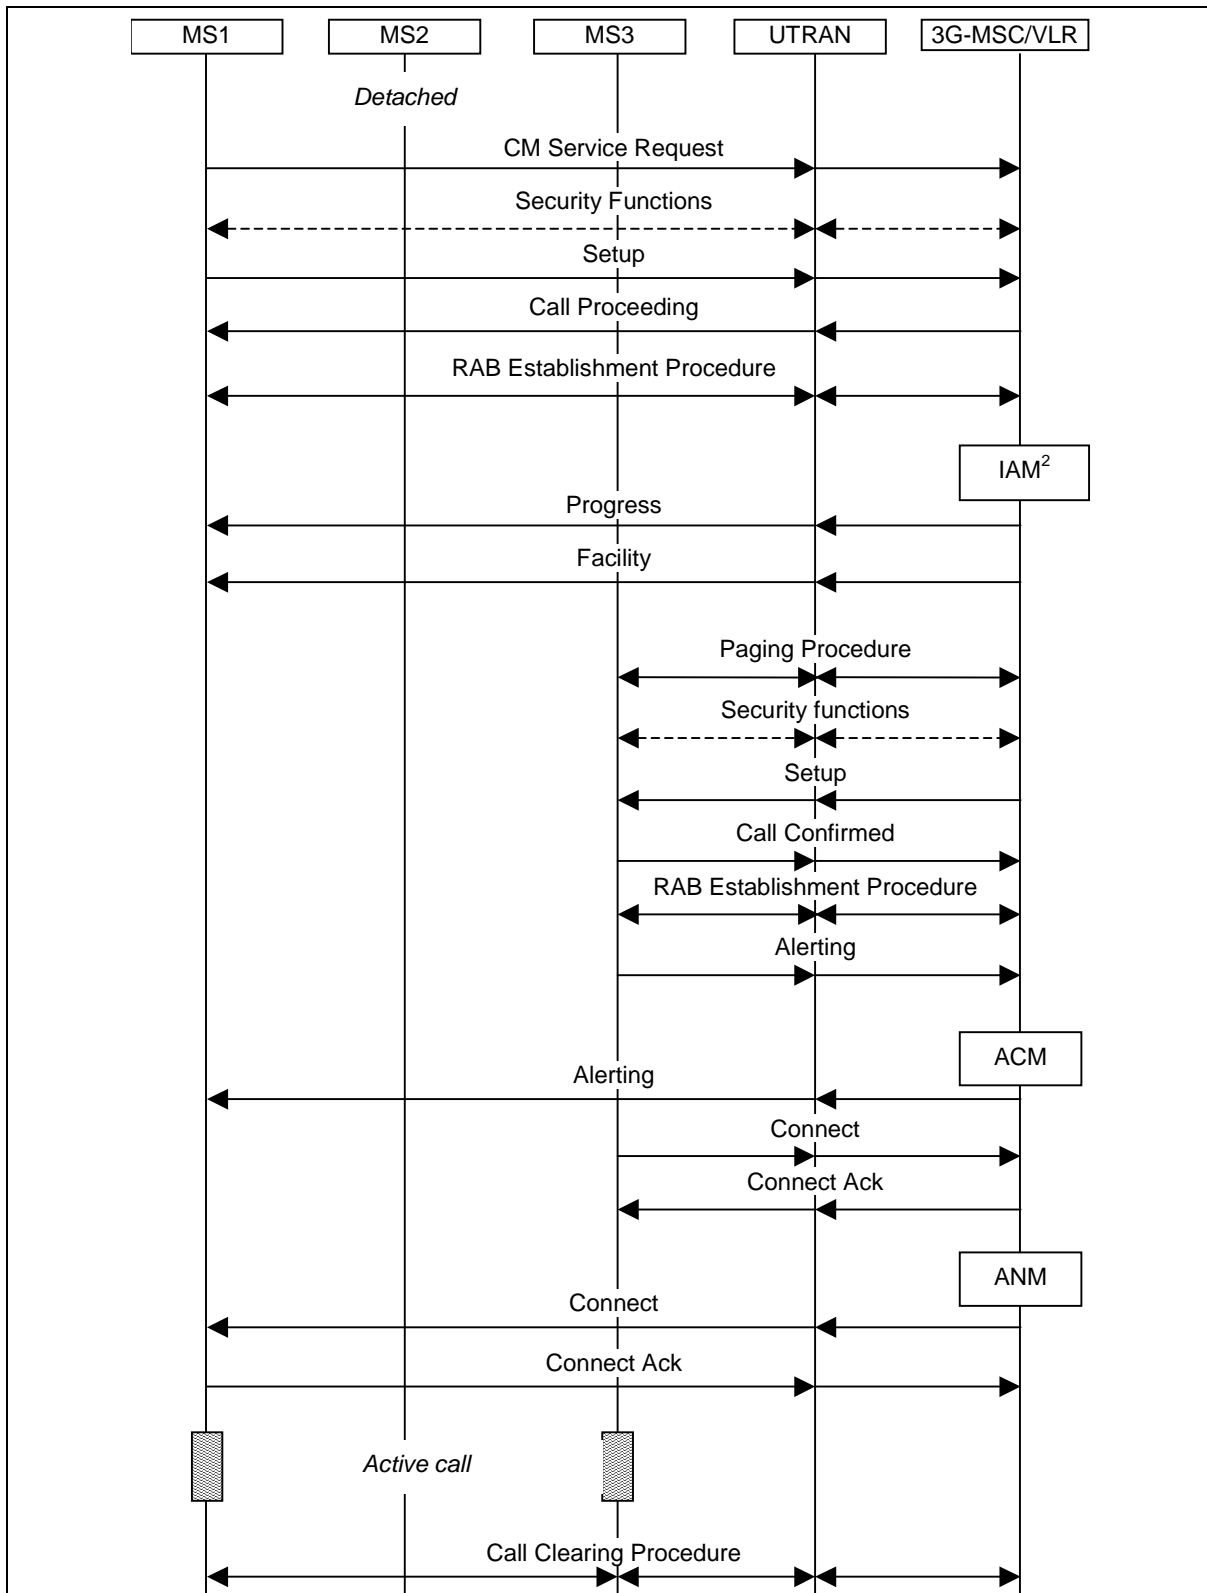 MS1 MS2 MS3 UTRAN 3G-MSC/VLR
Detached
CM Service Request
Security Functions
Setup
Call Proceeding
RAB Establishment Procedure
IAM²
Progress
Facility
Paging Procedure
Security functions
Setup
Call Confirmed
RAB Establishment Procedure
Alerting
ACM
Alerting
Connect
Connect Ack
ANM
Connect
Connect Ack
Active call
Call Clearing Procedure